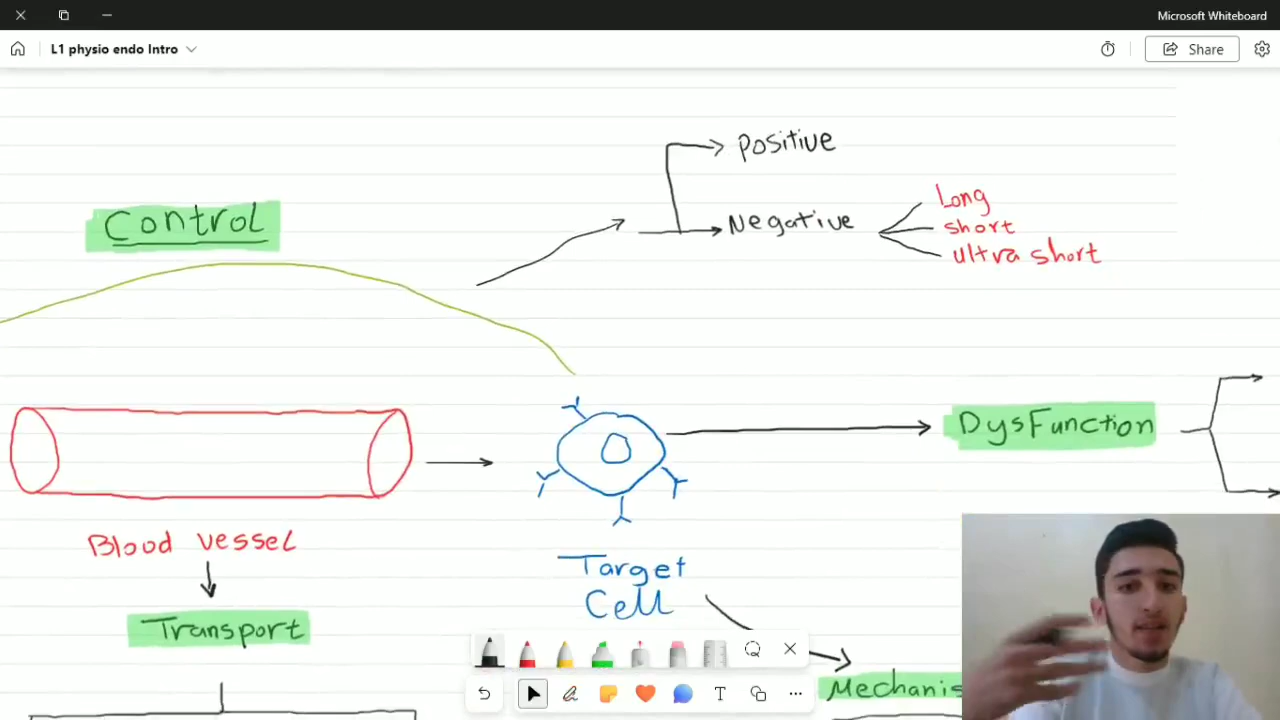 Microsoft Whiteboard
L1 physio endo Intro
Share
Positive
Control
Negative
Long
short
ultra short
DysFunction
Blood vessel
Target
Cell
Transport
Mechanis
T